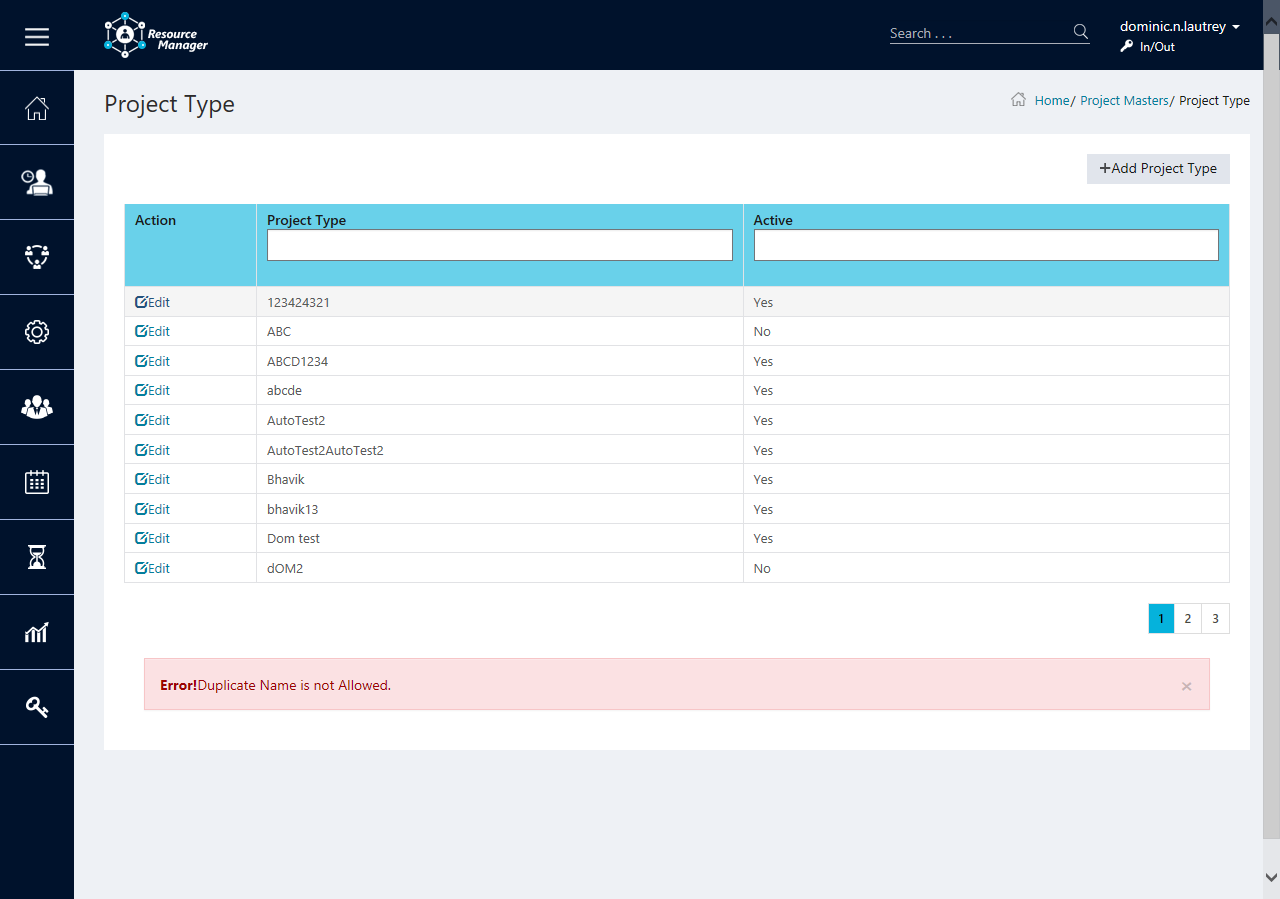 Resource
Manager
Search . . .
dominic.n.lautrey
In/Out
Project Type
Home/ Project Masters/ Project Type
+Add Project Type
Action Project Type Active
Edit 123424321 Yes
Edit ABC No
Edit ABCD1234 Yes
Edit abcde Yes
Edit AutoTest2 Yes
Edit AutoTest2AutoTest2 Yes
Edit Bhavik Yes
Edit bhavik13 Yes
Edit Dom test Yes
Edit dOM2 No
1 2 3
Error!Duplicate Name is not Allowed. ×